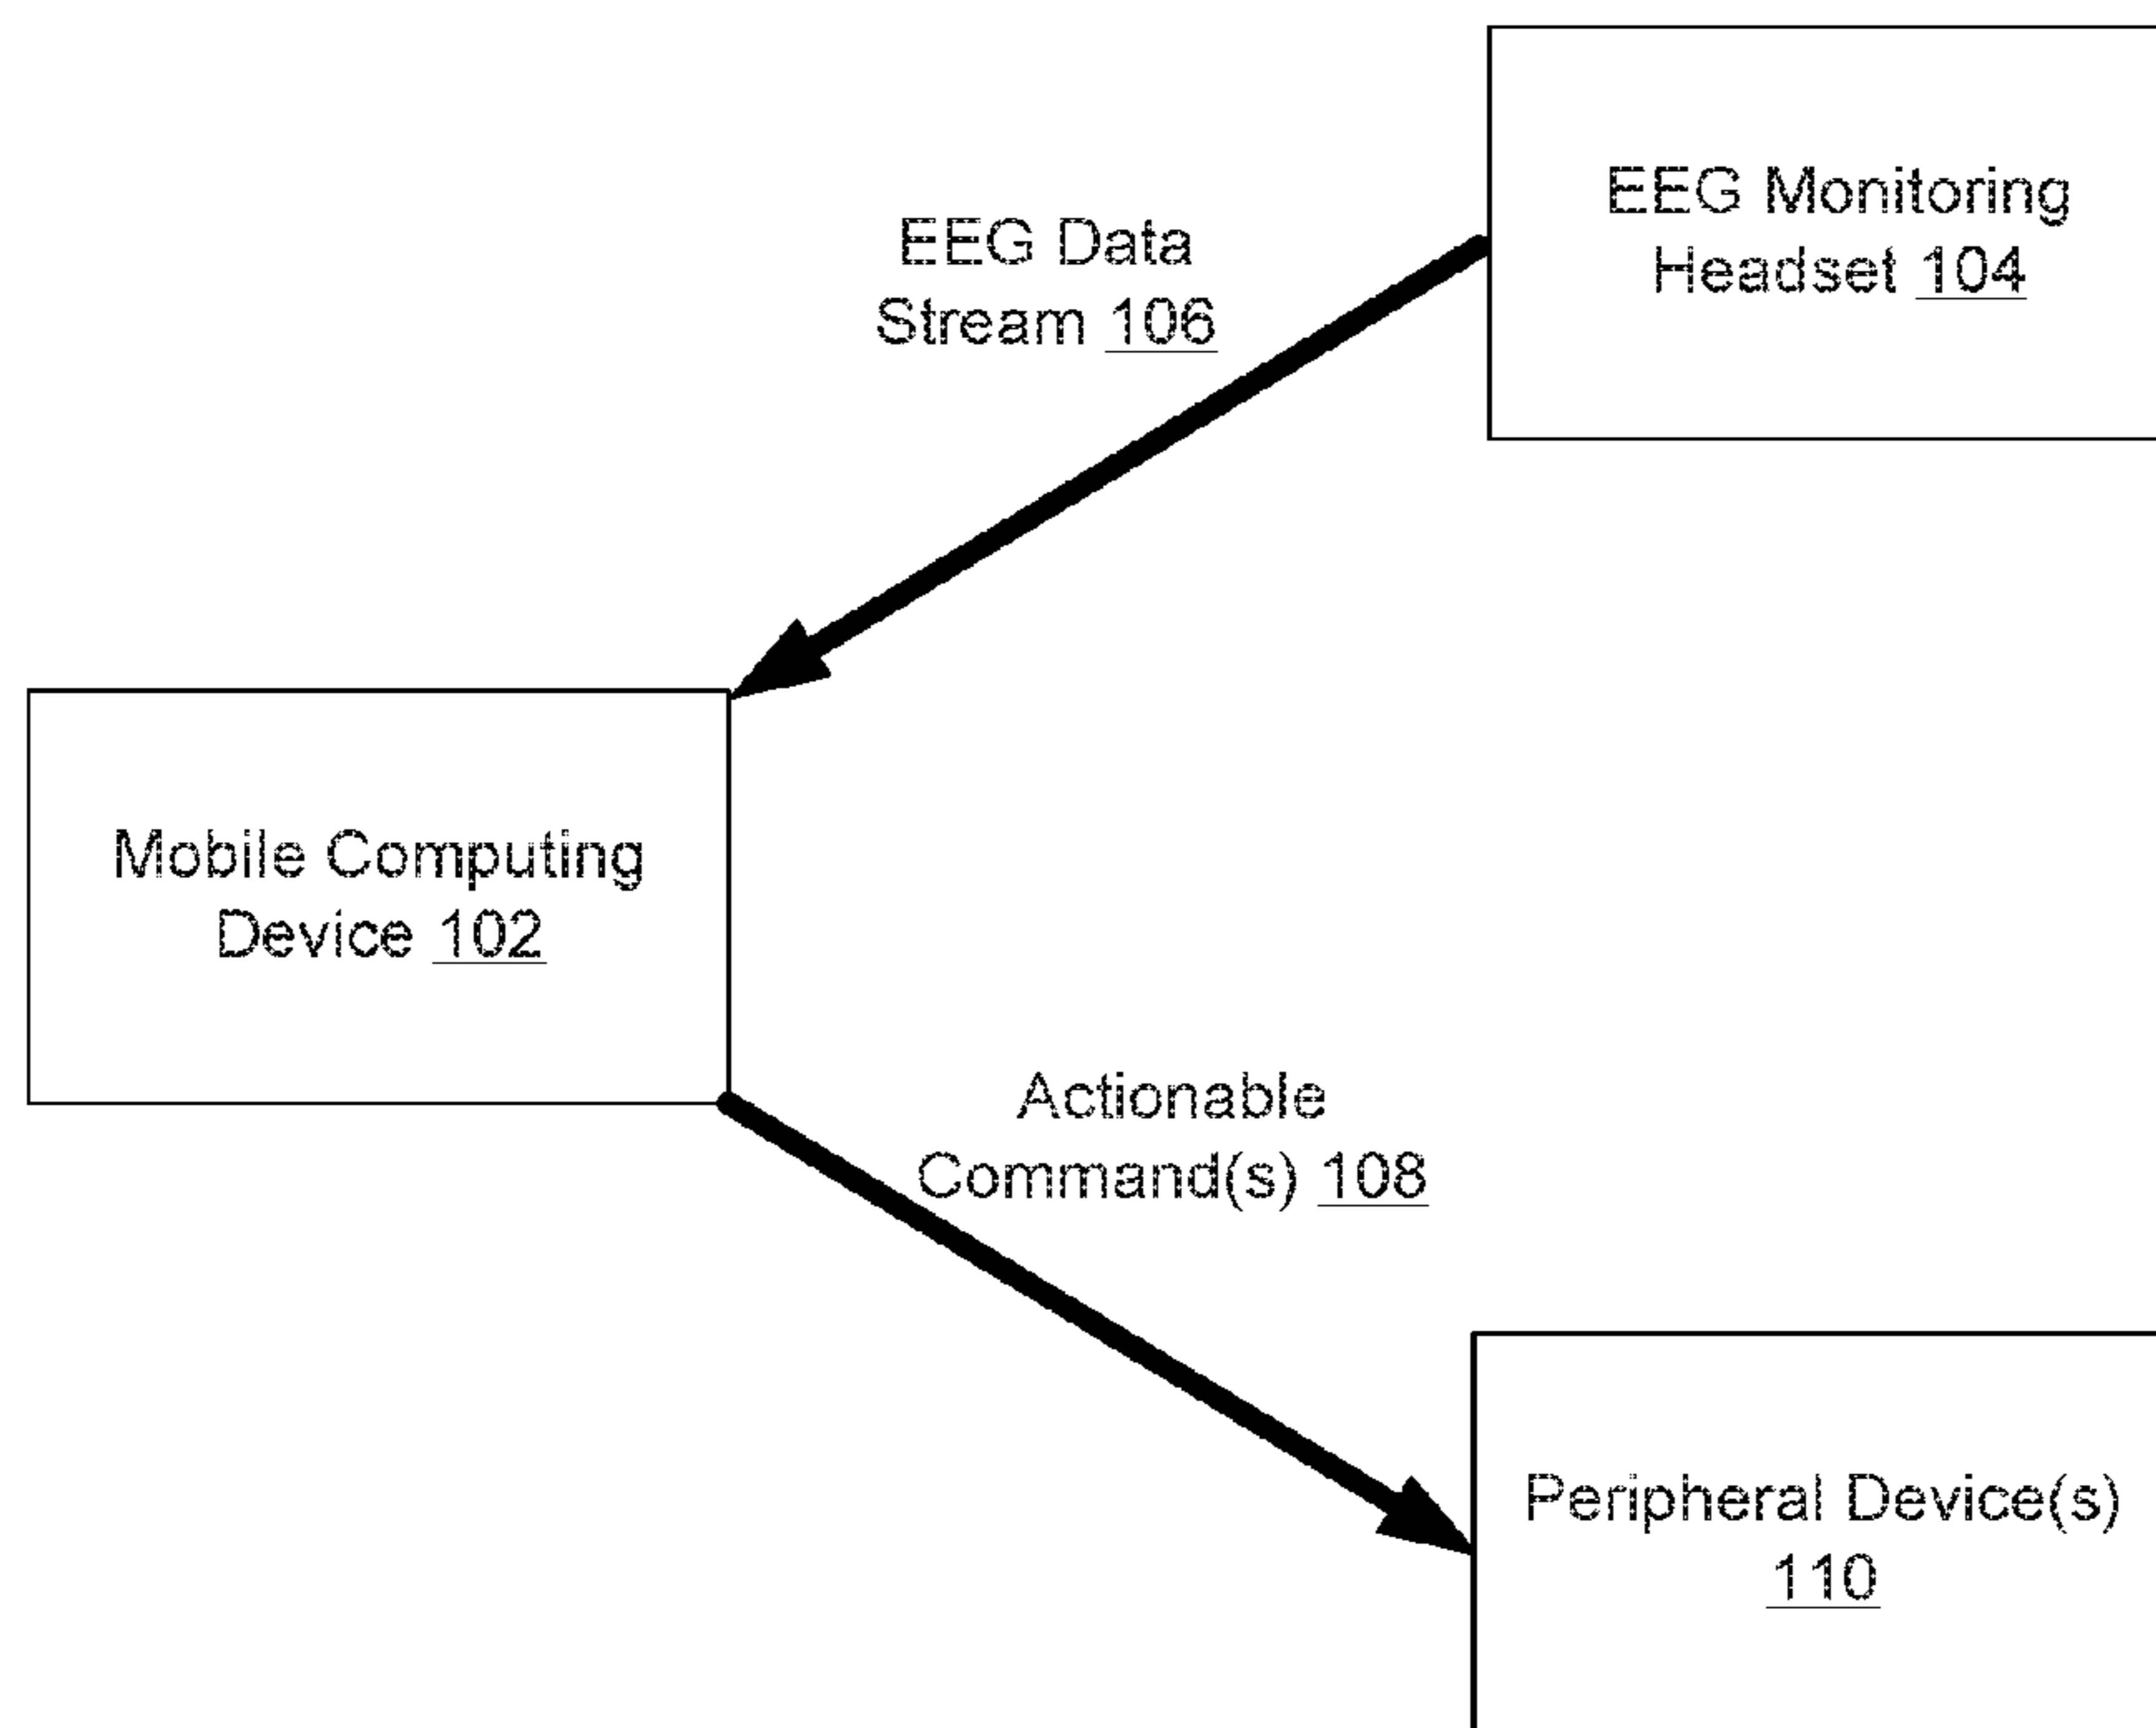 EEG Monitoring
Headset 104
EEG Data
Stream 106
Mobile Computing
Device 102
Actionable
Command(s) 108
Peripheral Device(s)
110